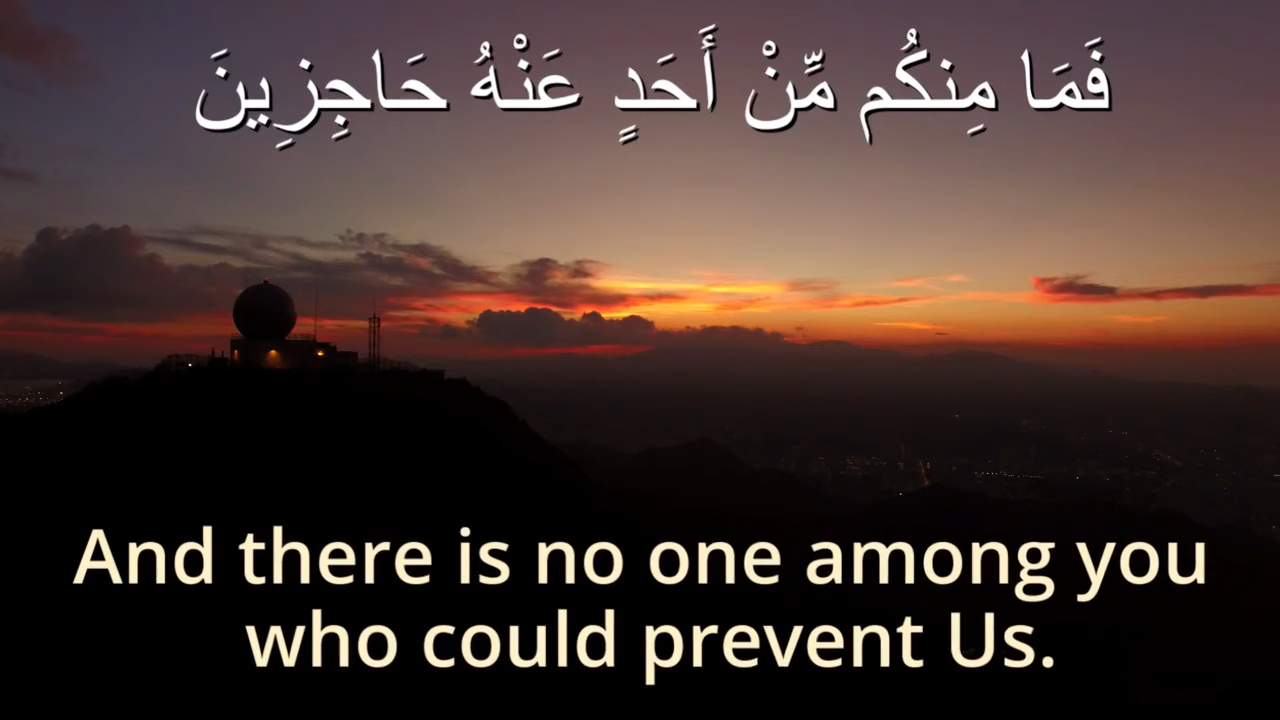 فَمَا مِنكُم مِّنْ أَحَدٍ عَنْهُ حَاجِزِينَ
And there is no one among you
who could prevent Us.